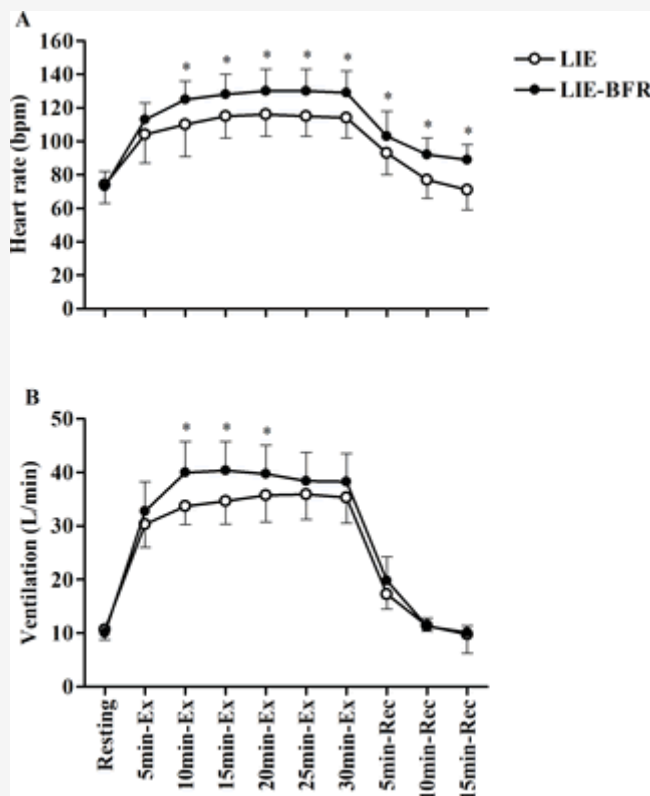 A
160
140
120
100
80
60
40
20
0
Heart rate (bpm)
* * * * * * * *
LIE
LIE-BFR
B
50
40
30
20
10
0
Ventilation (L/min)
* * *
Resting
5min-Ex
10min-Ex
15min-Ex
20min-Ex
25min-Ex
30min-Ex
5min-Rec
10min-Rec
15min-Rec